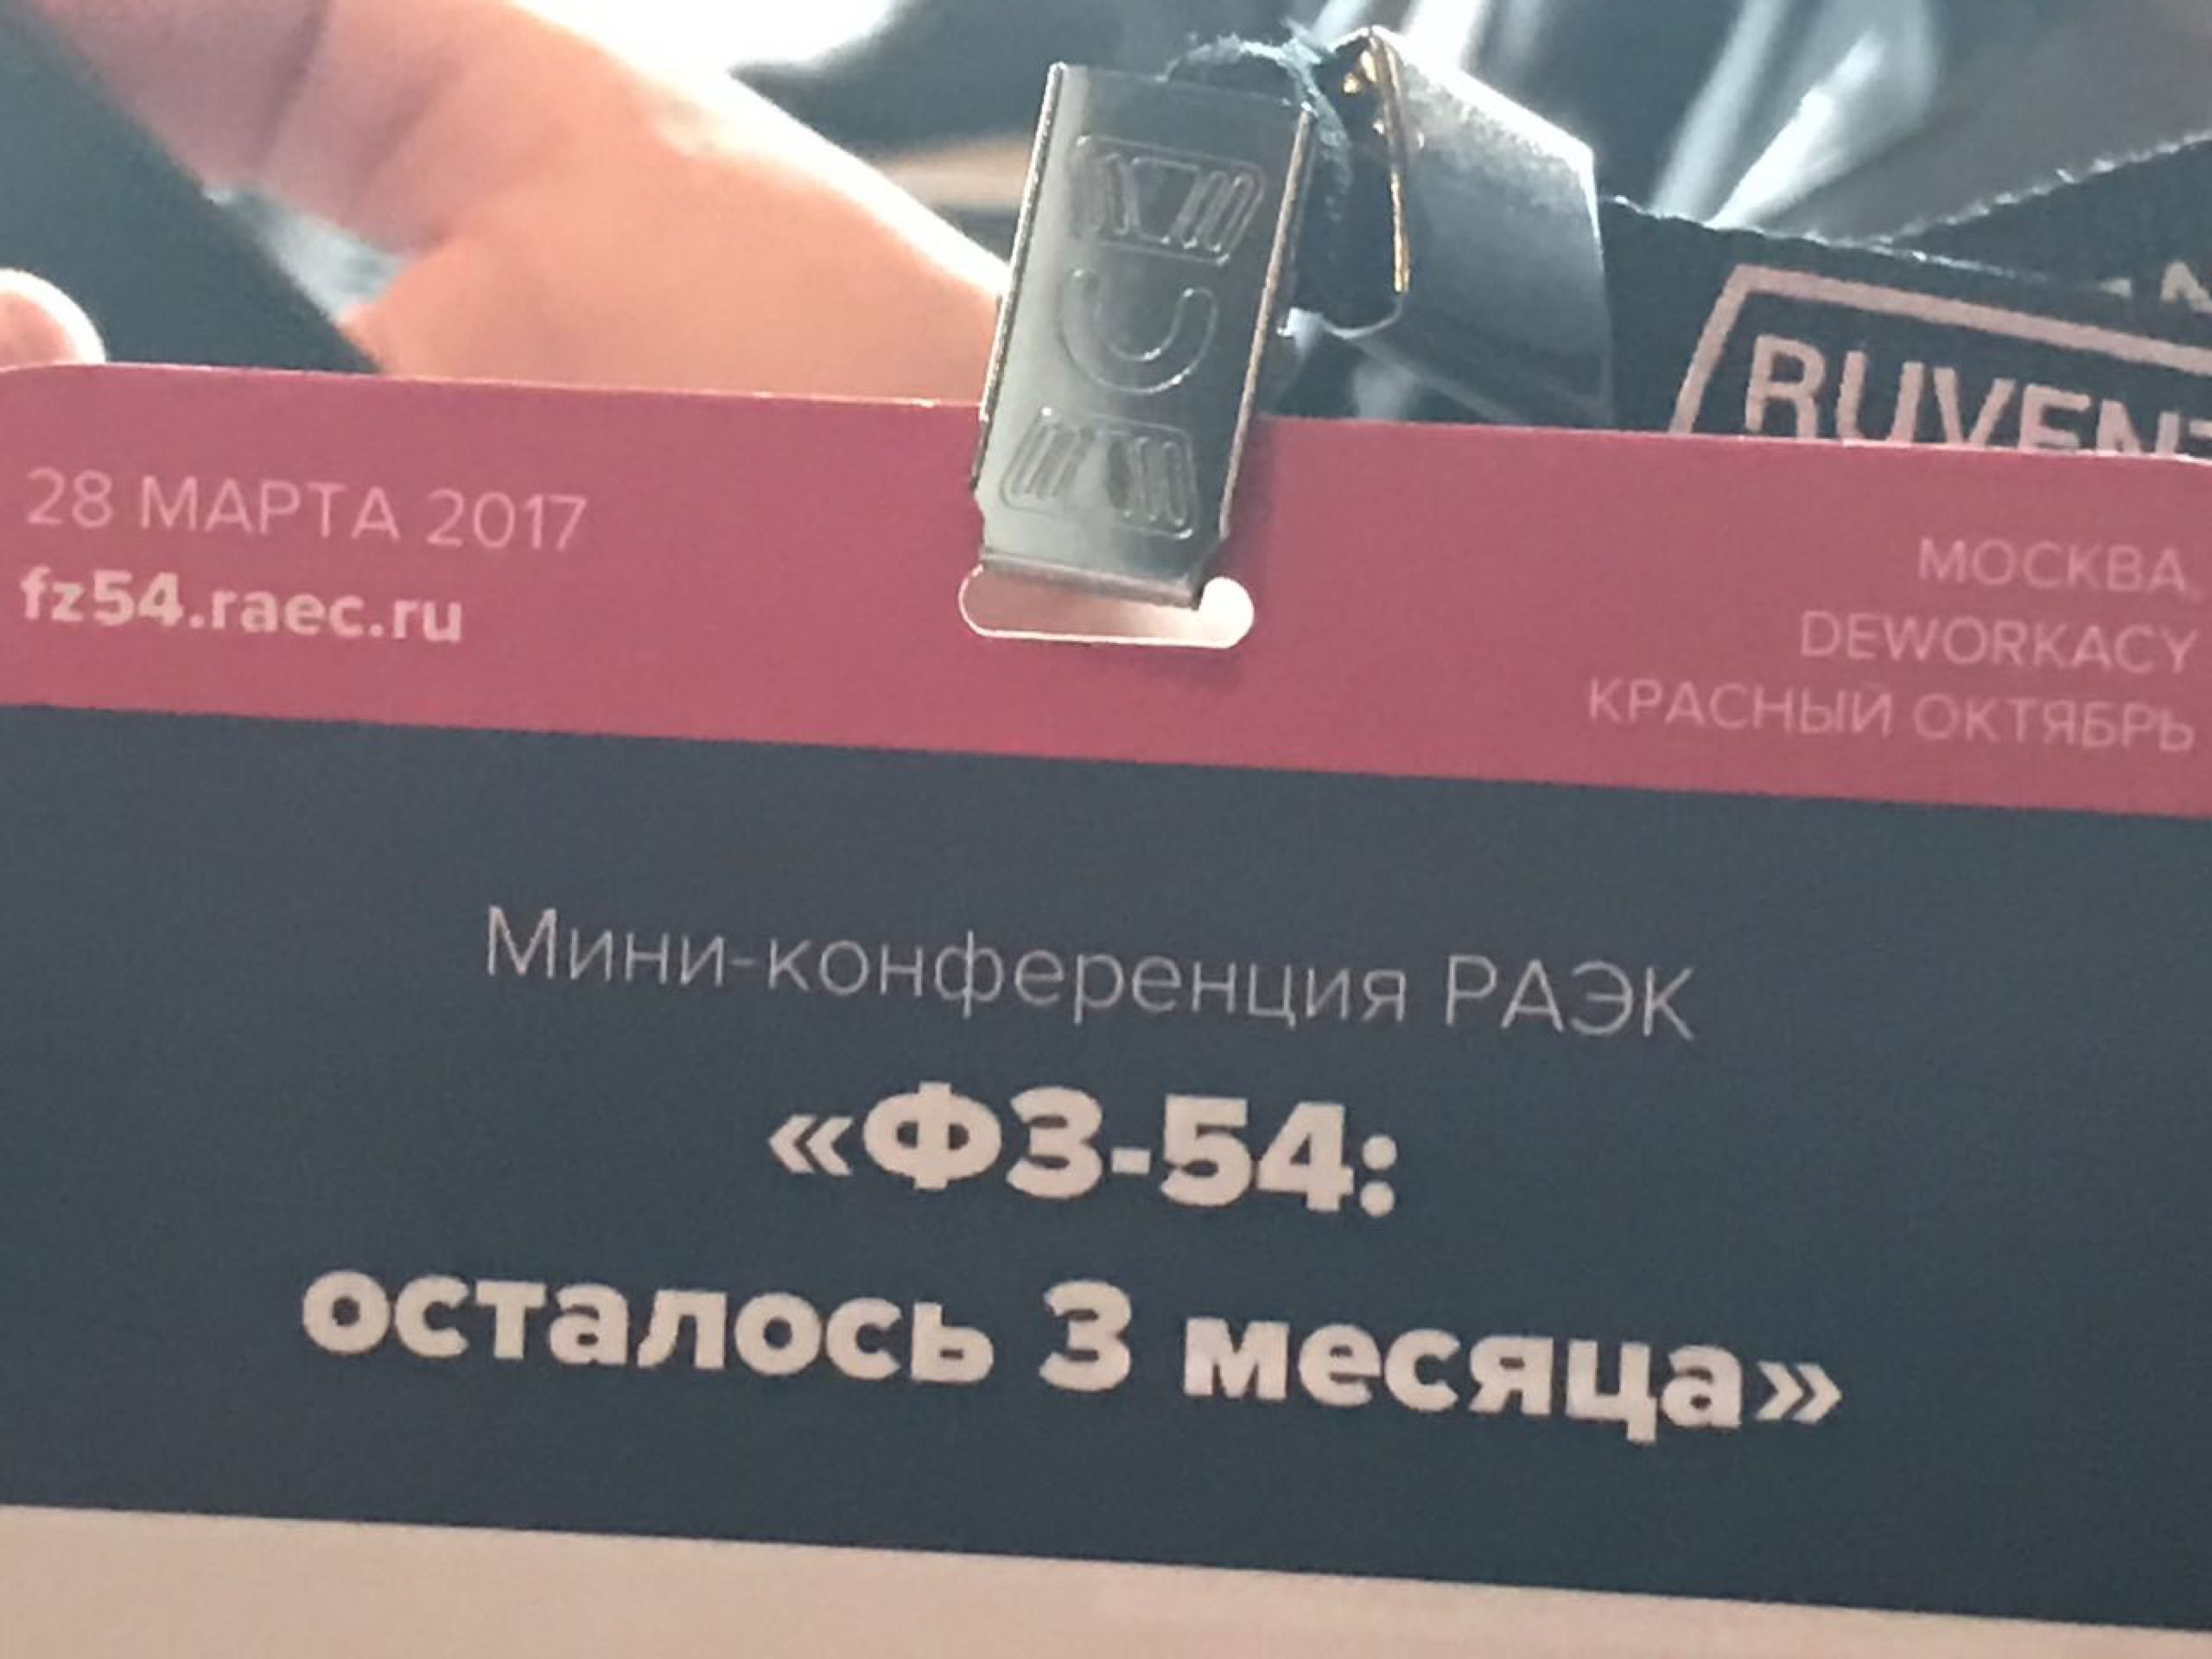 28 МАРТА 2017
fz54.raec.ru
МОСКВА,
DEWORKACY
КРАСНЫЙ ОКТЯБРЬ
Мини-конференция РАЭК
«ФЗ-54:
осталось 3 месяца»